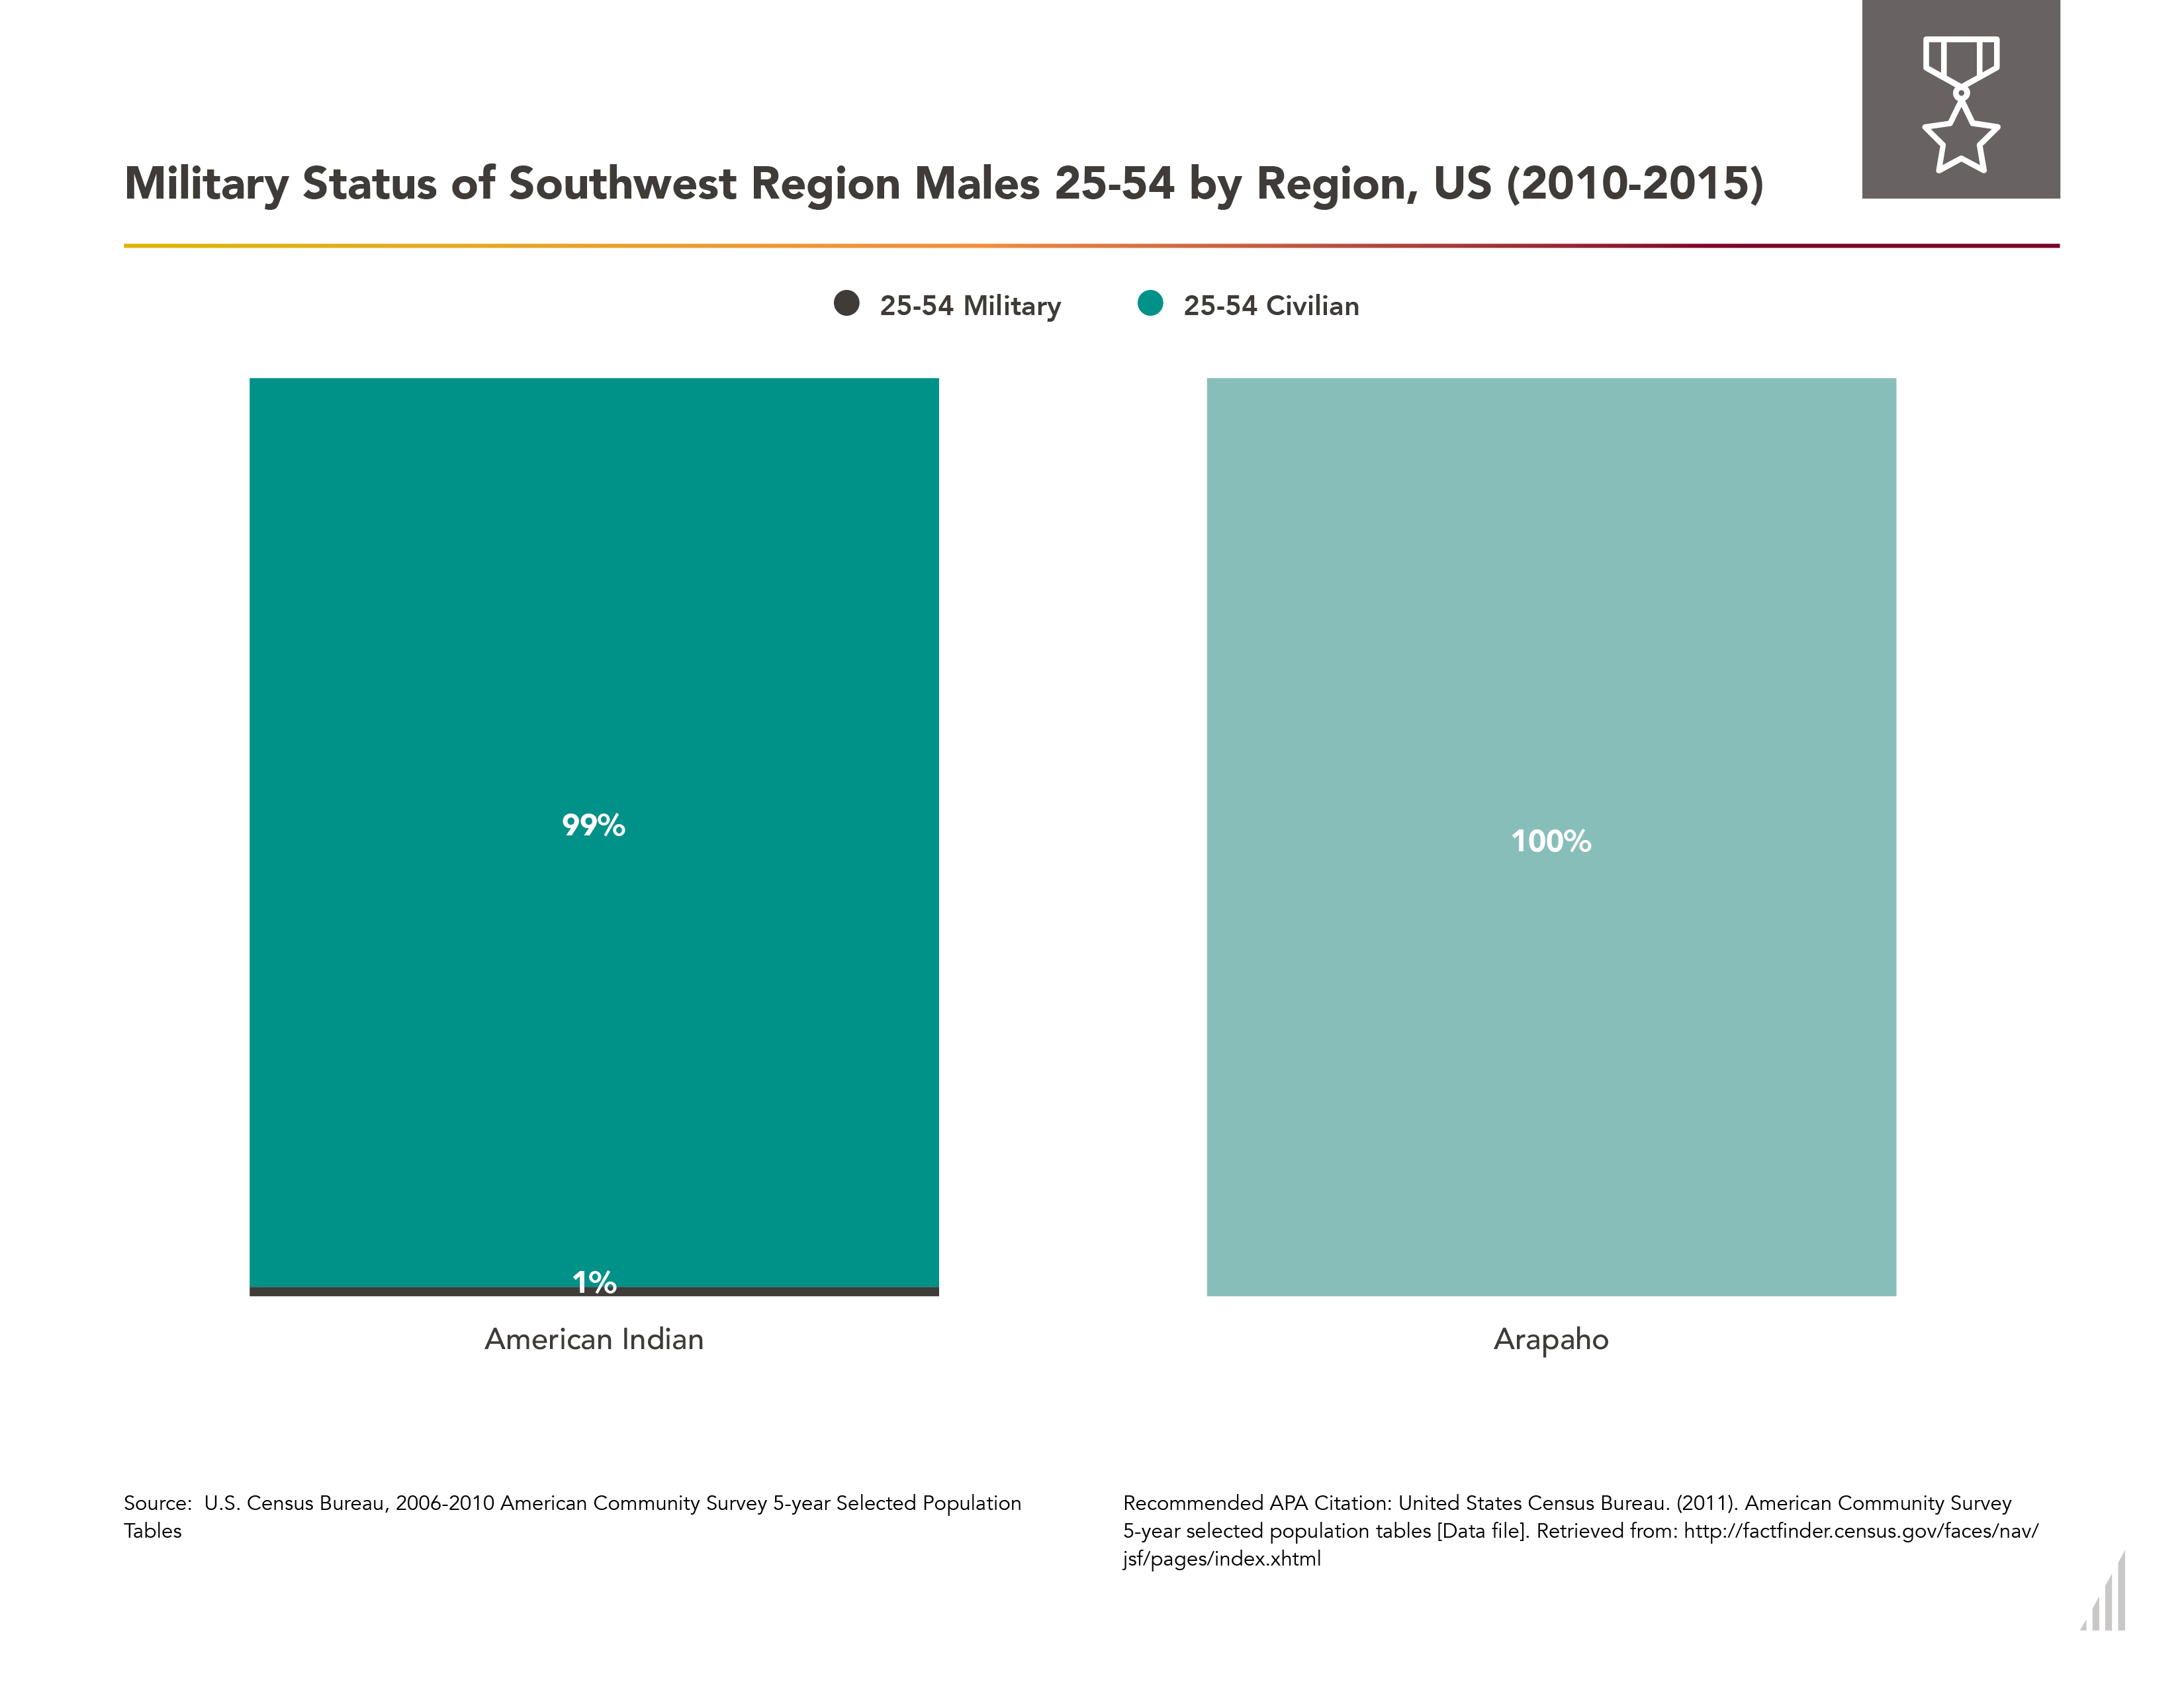 Military Status of Southwest Region Males 25-54 by Region, US (2010-2015)
25-54 Military
25-54 Civilian
99%
100%
1%
American Indian
Arapaho
Source:  U.S. Census Bureau, 2006-2010 American Community Survey 5-year Selected Population
Tables
Recommended APA Citation: United States Census Bureau. (2011). American Community Survey
5-year selected population tables [Data file]. Retrieved from: http://factfinder.census.gov/faces/nav/
jsf/pages/index.xhtml